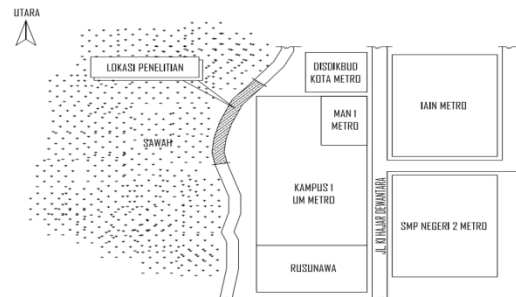 UTARA
LOKASI PENELITIAN
DISDIKBUD
KOTA METRO
IAIN METRO
MAN 1
METRO
SAWAH
KAMPUS 1
UM METRO
JL. KI HAJAR DEWANTARA
SMP NEGERI 2 METRO
RUSUNAWA